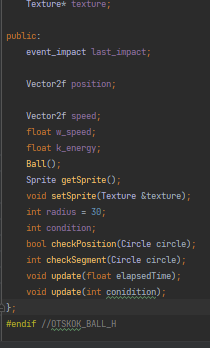 Texture* texture;
public:
event_impact last_impact;
Vector2f position;
Vector2f speed;
float w_speed;
float k_energy;
Ball();
Sprite getSprite();
void setSprite(Texture &texture);
int radius = 30;
int condition;
bool checkPosition(Circle circle);
int checkSegment(Circle circle);
void update(float elapsedTime);
void update(int conidition);
};
#endif //OTSKOK_BALL_H